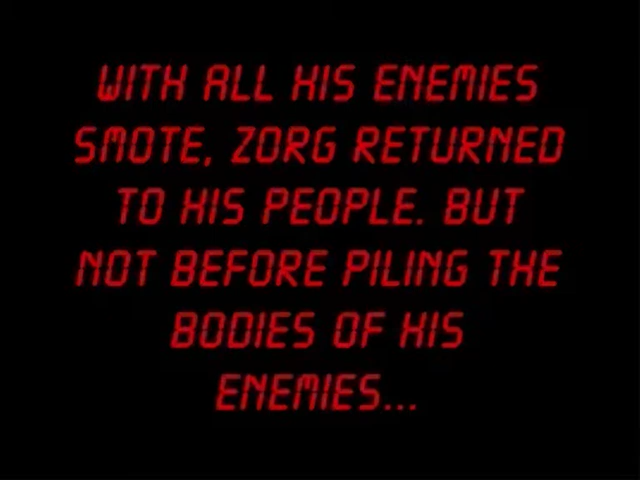 WITH ALL HIS ENEMIES
SMOTE, ZORG RETURNED
TO HIS PEOPLE. BUT
NOT BEFORE PILING THE
BODIES OF HIS
ENEMIES...